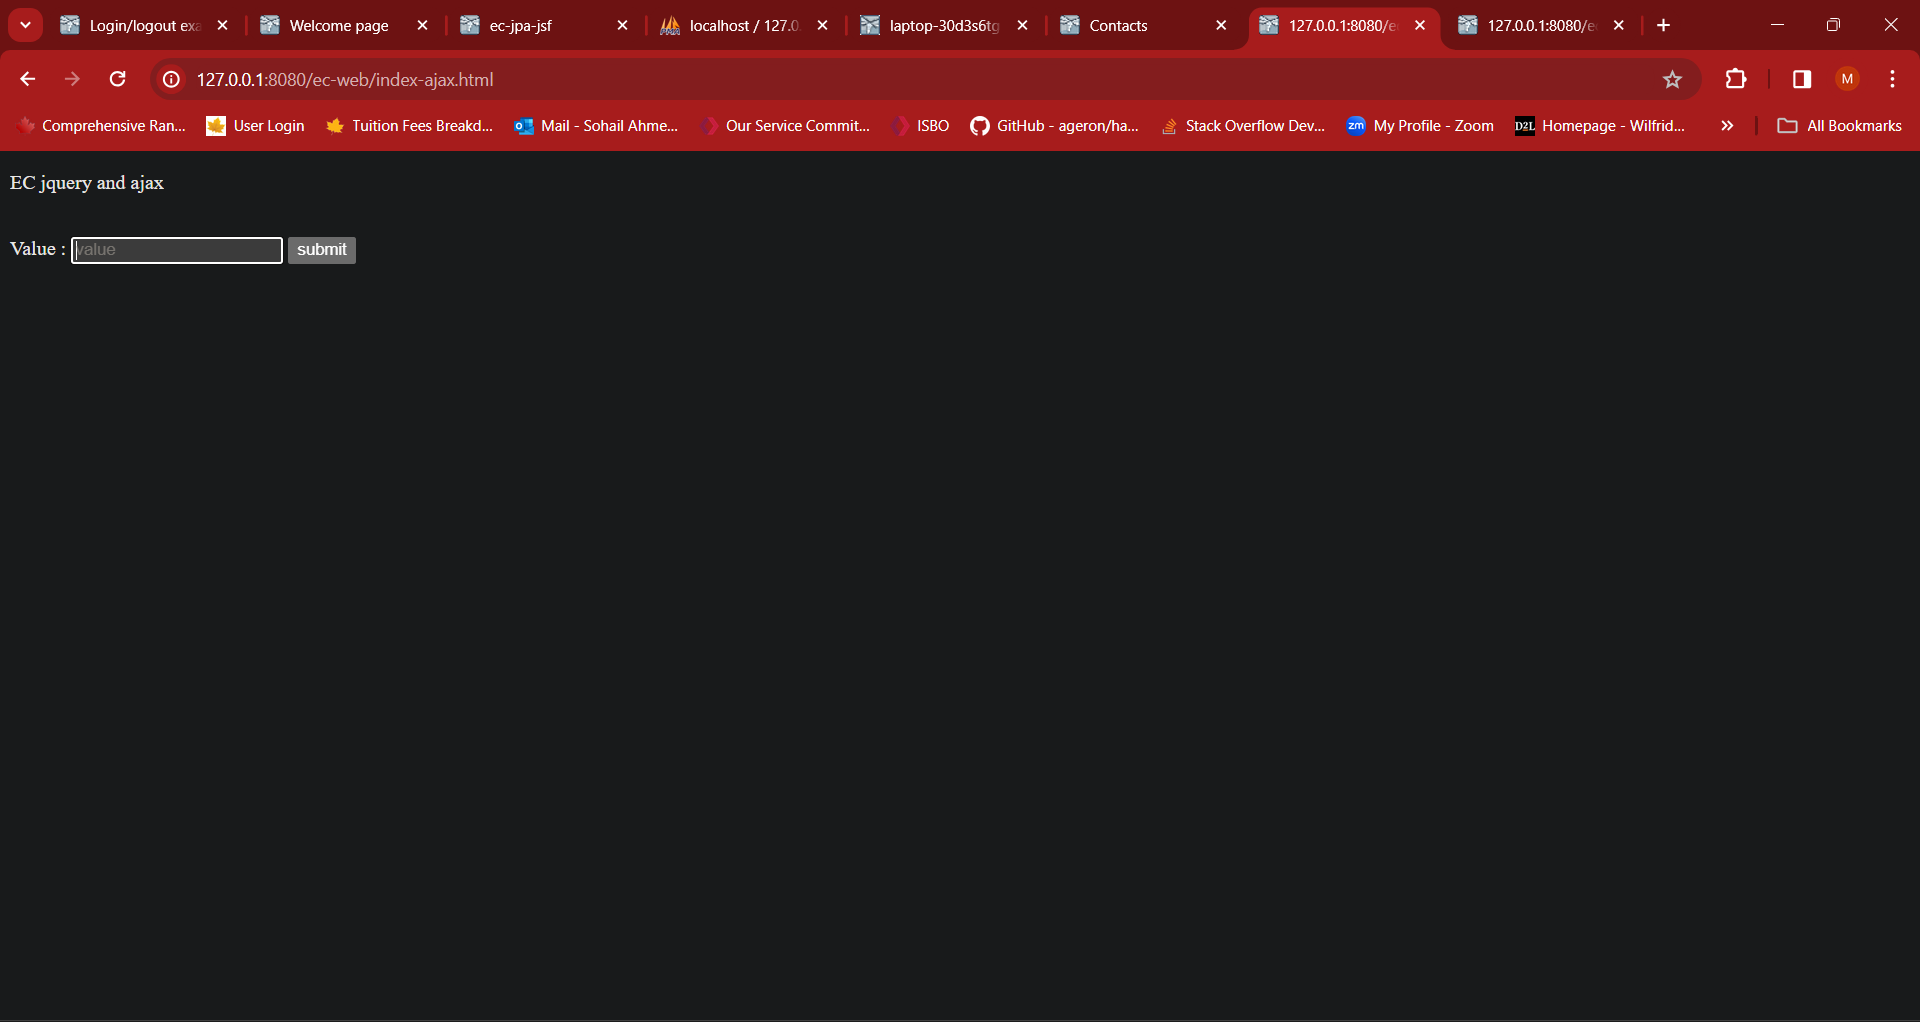 Login/logout exa
Welcome page
ec-jpa-jsf
localhost / 127.0.
laptop-30d3s6tg
Contacts
127.0.0.1:8080/e
127.0.0.1:8080/e
127.0.0.1:8080/ec-web/index-ajax.html
M
Comprehensive Ran...
User Login
Tuition Fees Breakd...
Mail - Sohail Ahme...
Our Service Commit...
ISBO
GitHub - ageron/ha...
Stack Overflow Dev...
zm My Profile - Zoom
D2L Homepage - Wilfrid...
All Bookmarks
EC jquery and ajax
Value : value submit